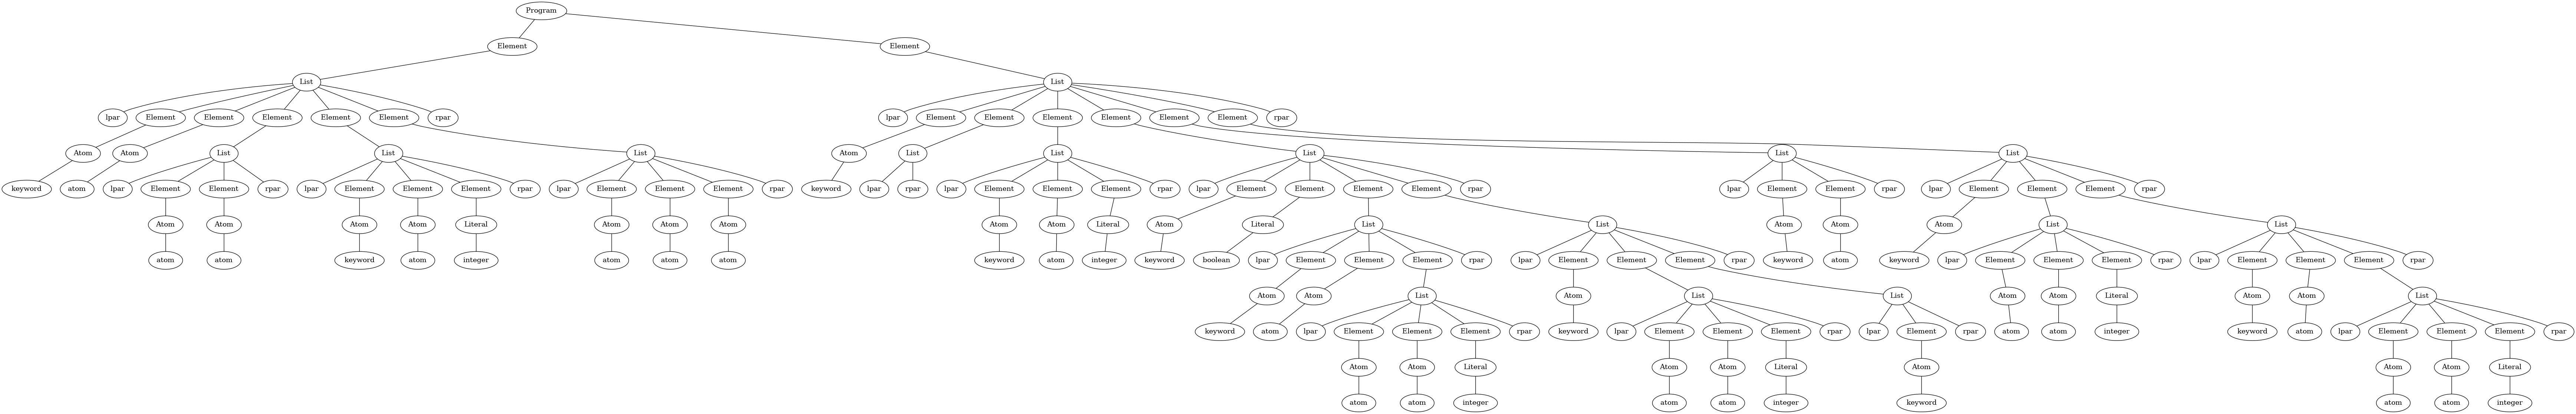 Program
Element Element
List List
lpar Element Element Element Element Element rpar lpar Element Element Element Element Element Element rpar
Atom Atom List List List Atom List List List List List
keyword atom lpar Element Element rpar lpar Element Element Element rpar lpar Element Element Element rpar keyword lpar rpar lpar Element Element Element rpar lpar Element Element Element Element rpar lpar Element Element rpar lpar Element Element Element rpar
Atom Atom Atom Atom Literal Atom Atom Atom Atom Atom Literal Atom Literal List List Atom Atom Atom List List
atom atom keyword atom integer atom atom atom keyword atom integer keyword boolean lpar Element Element Element rpar lpar Element Element Element rpar keyword atom keyword lpar Element Element Element rpar lpar Element Element Element rpar
Atom Atom List Atom List List Atom Atom Literal Atom Atom List
keyword atom lpar Element Element Element rpar keyword lpar Element Element Element rpar lpar Element rpar atom atom integer keyword atom lpar Element Element Element rpar
Atom Atom Literal Atom Atom Literal Atom Atom Atom Literal
atom atom integer atom atom integer keyword atom atom integer